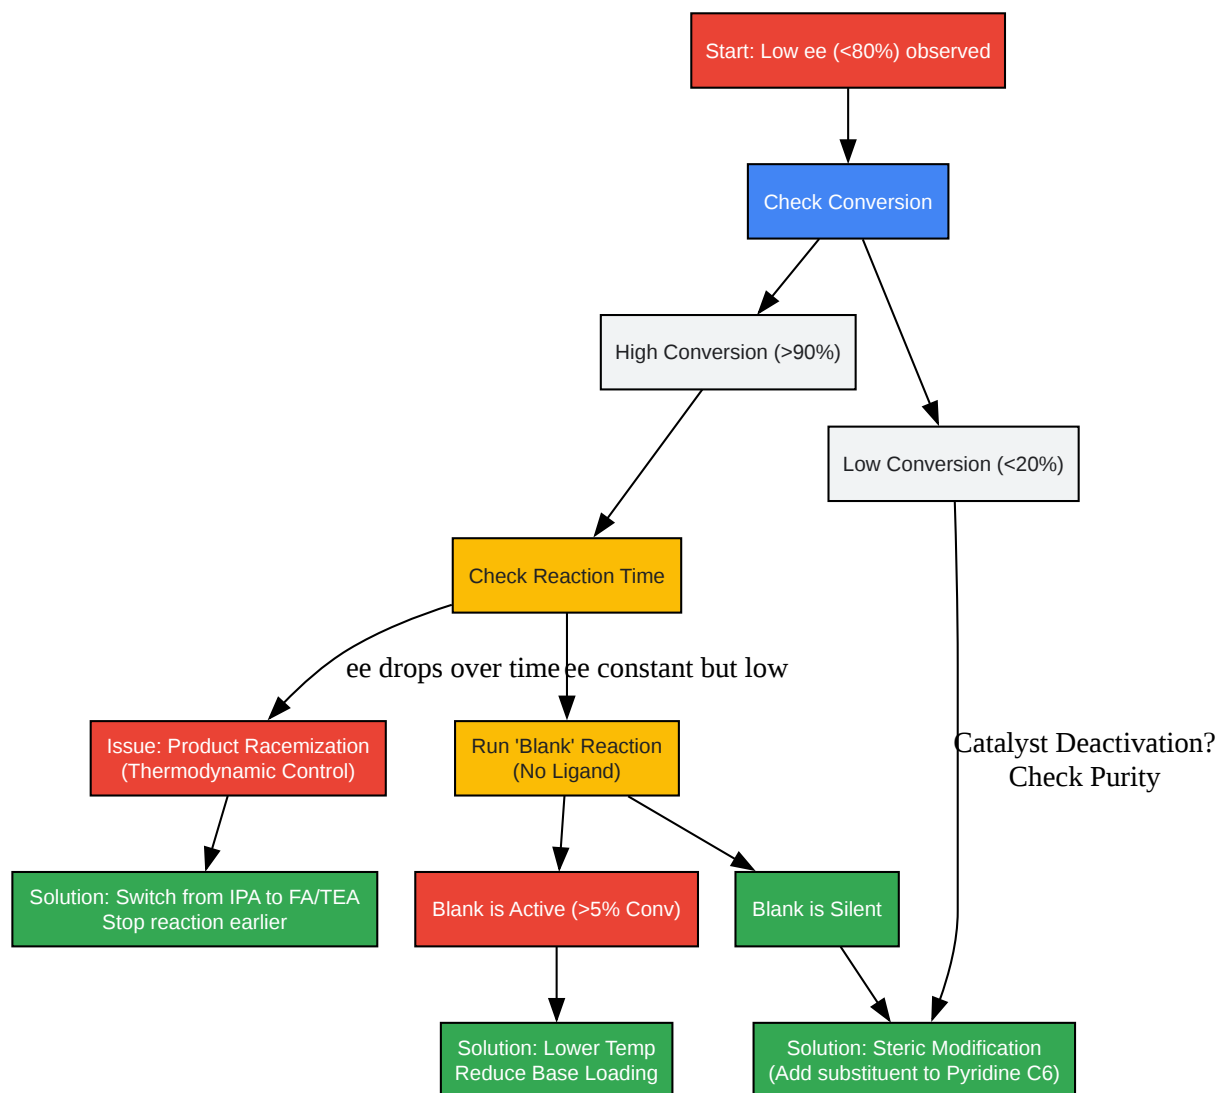 Start: Low ee (<80%) observed
Check Conversion
High Conversion (>90%)
Low Conversion (<20%)
Check Reaction Time
ee drops over time
ee constant but low
Issue: Product Racemization
(Thermodynamic Control)
Run 'Blank' Reaction
(No Ligand)
Catalyst Deactivation?
Check Purity
Solution: Switch from IPA to FA/TEA
Stop reaction earlier
Blank is Active (>5% Conv)
Blank is Silent
Solution: Lower Temp
Reduce Base Loading
Solution: Steric Modification
(Add substituent to Pyridine C6)